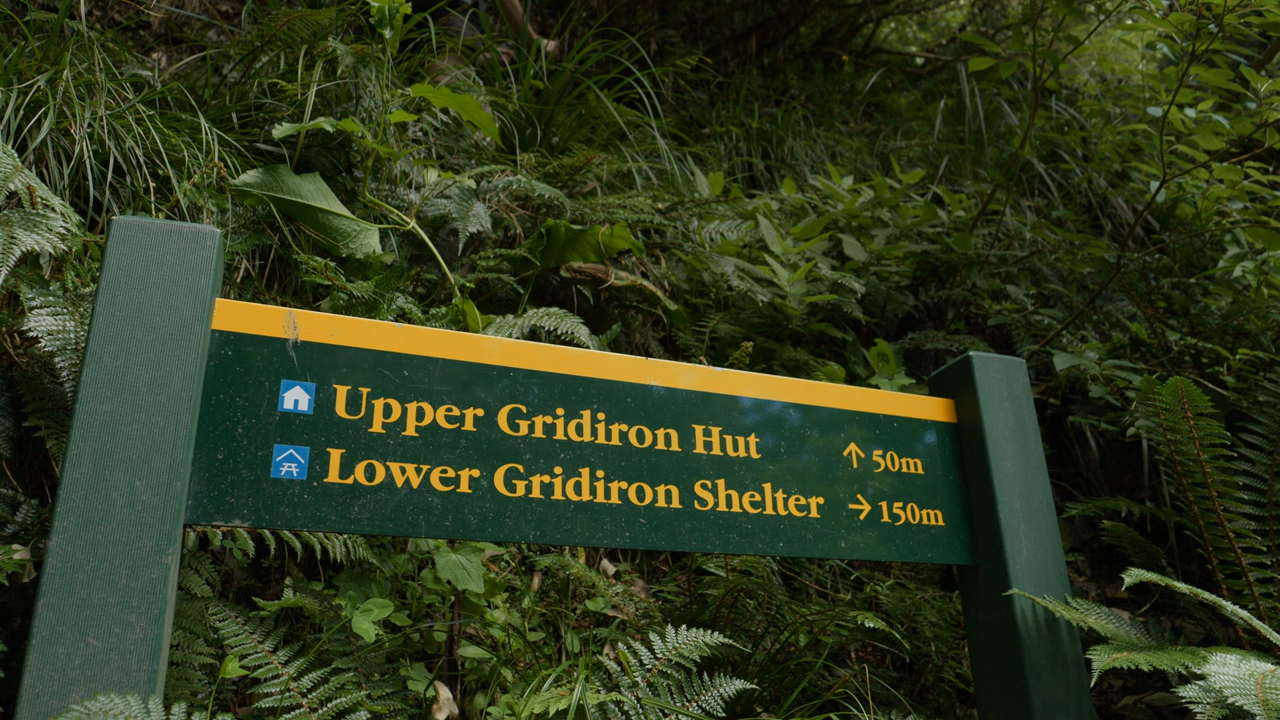 Upper Gridiron Hut ↑ 50m
Lower Gridiron Shelter → 150m